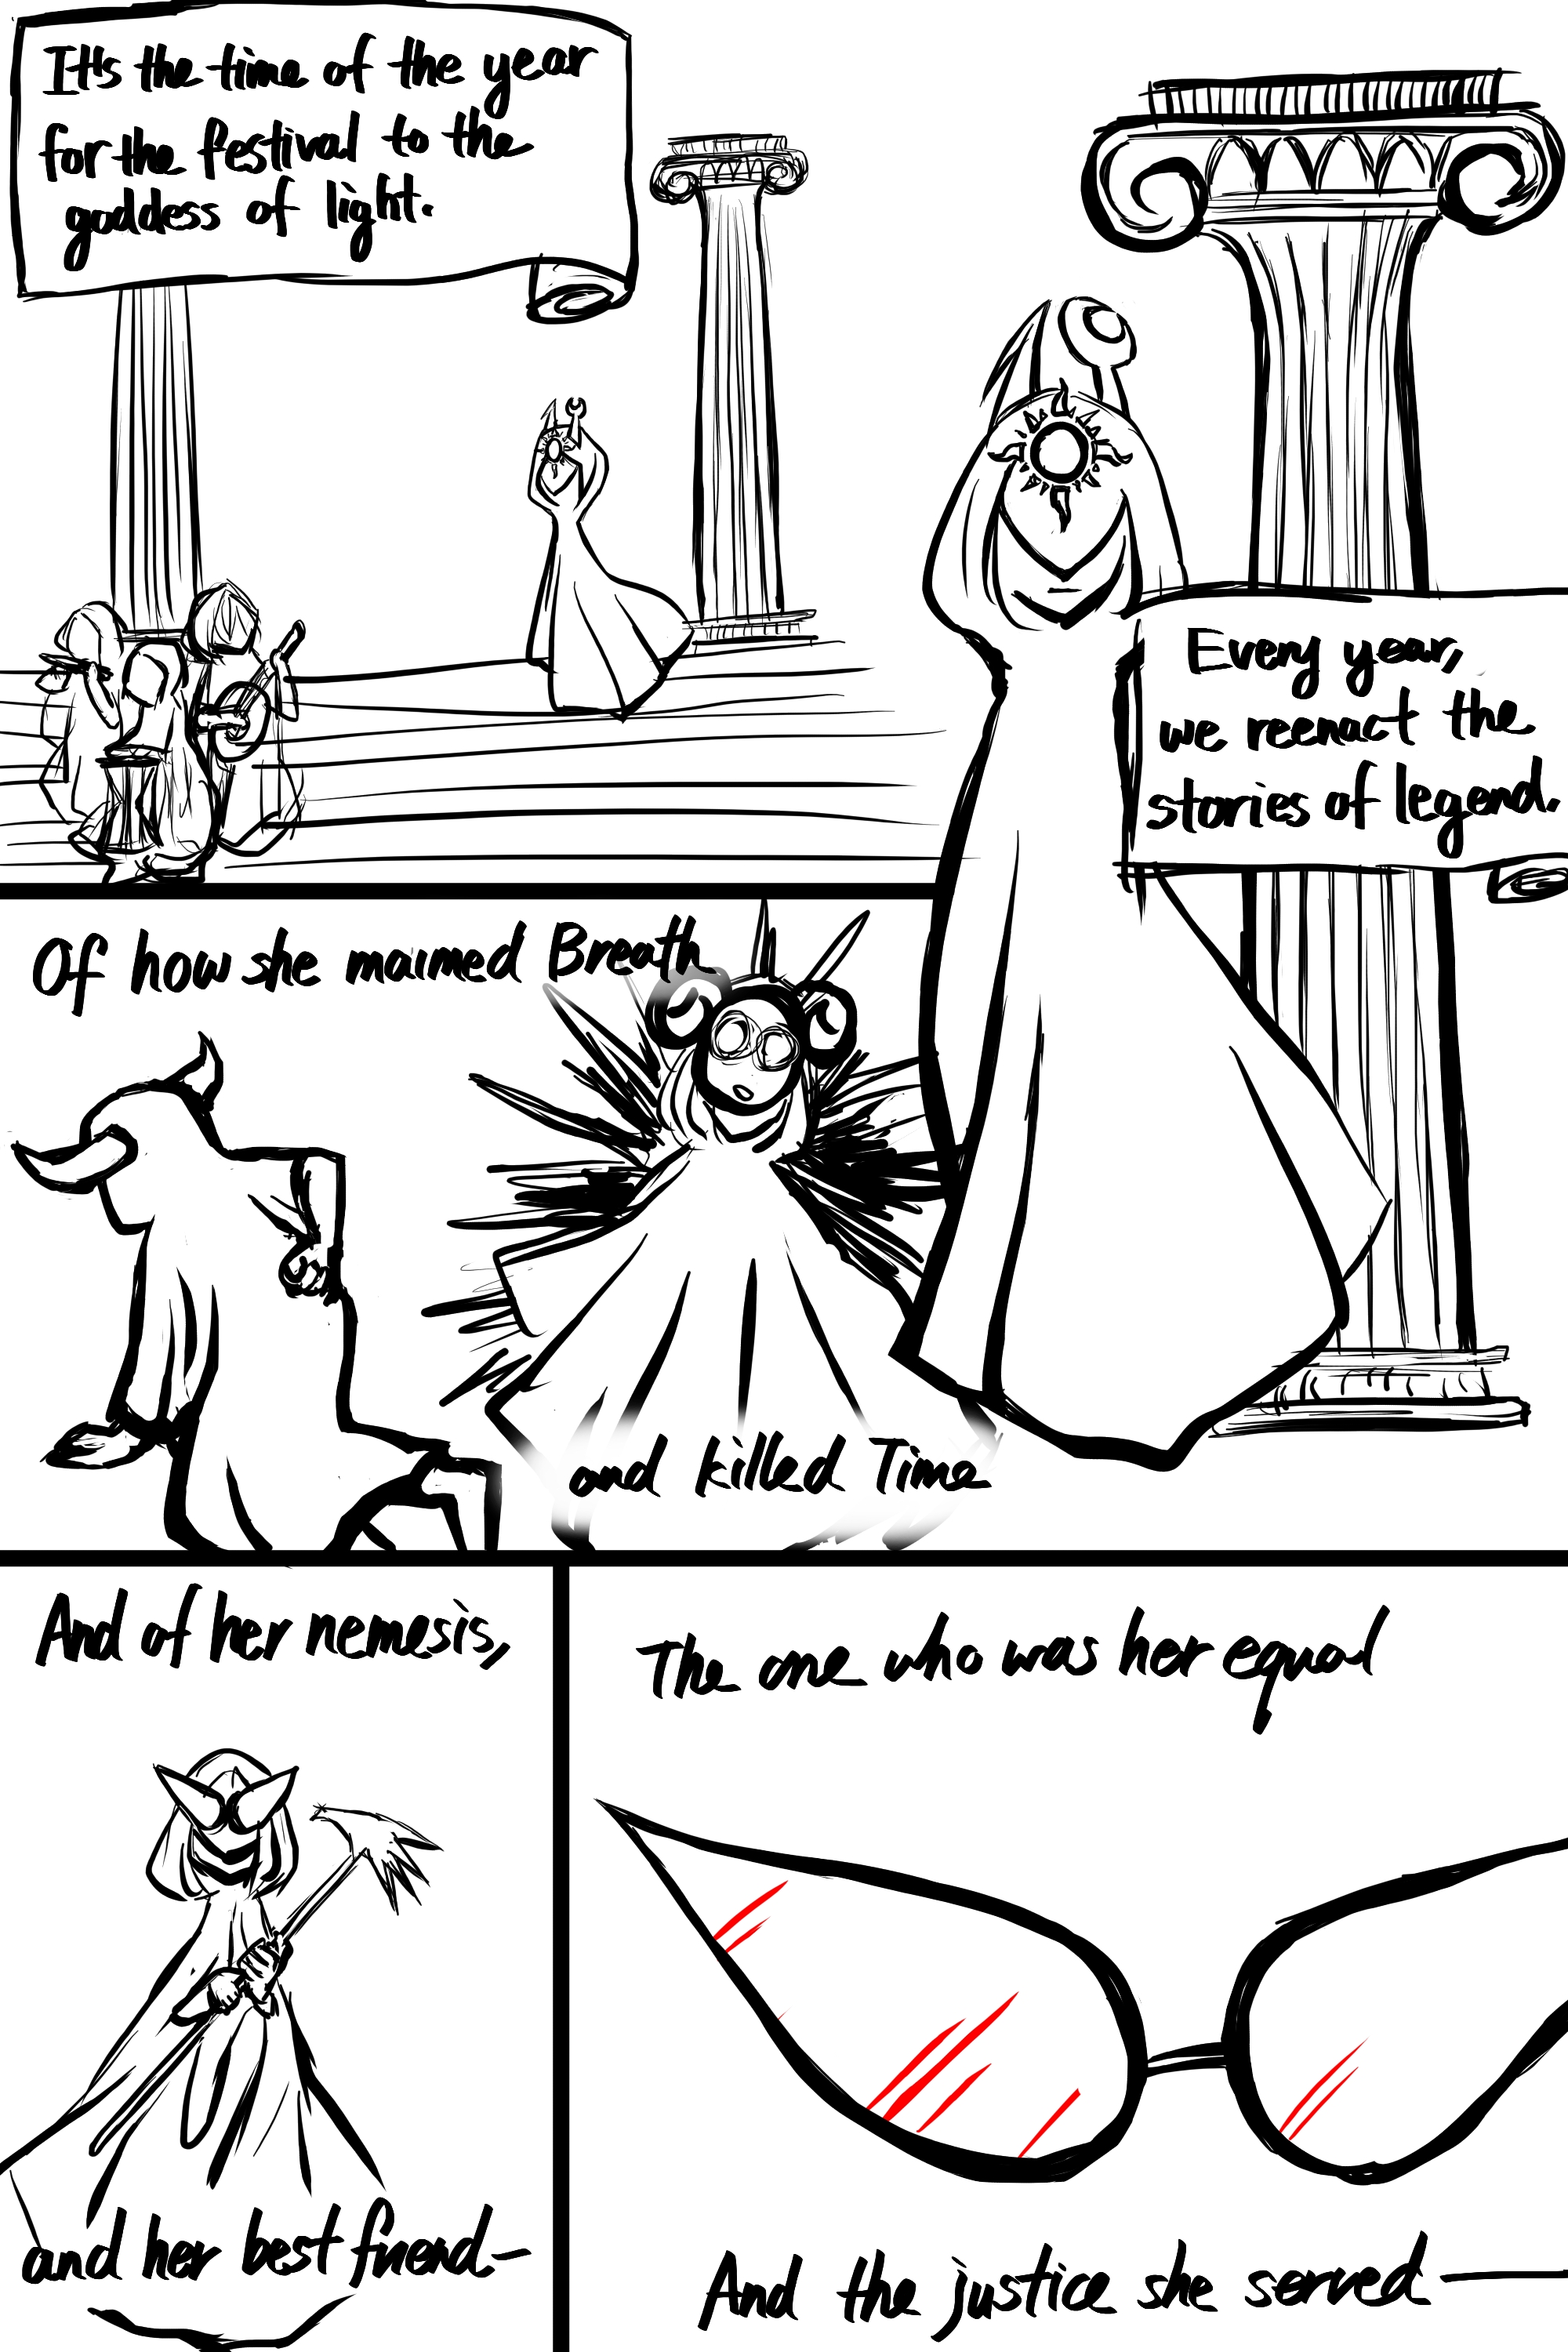 It's the time of the year
for the festival to the
goddess of light.
Every year,
we reenact the
stories of legend.
Of how she maimed Breath
and killed Time
And of her nemesis,
and her best friend—
The one who was her equal
And the justice she served—